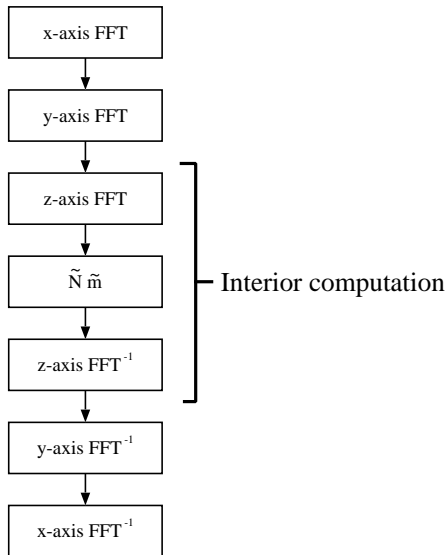 x-axis FFT
y-axis FFT
z-axis FFT
Ñ m̃
Interior computation
z-axis FFT⁻¹
y-axis FFT⁻¹
x-axis FFT⁻¹